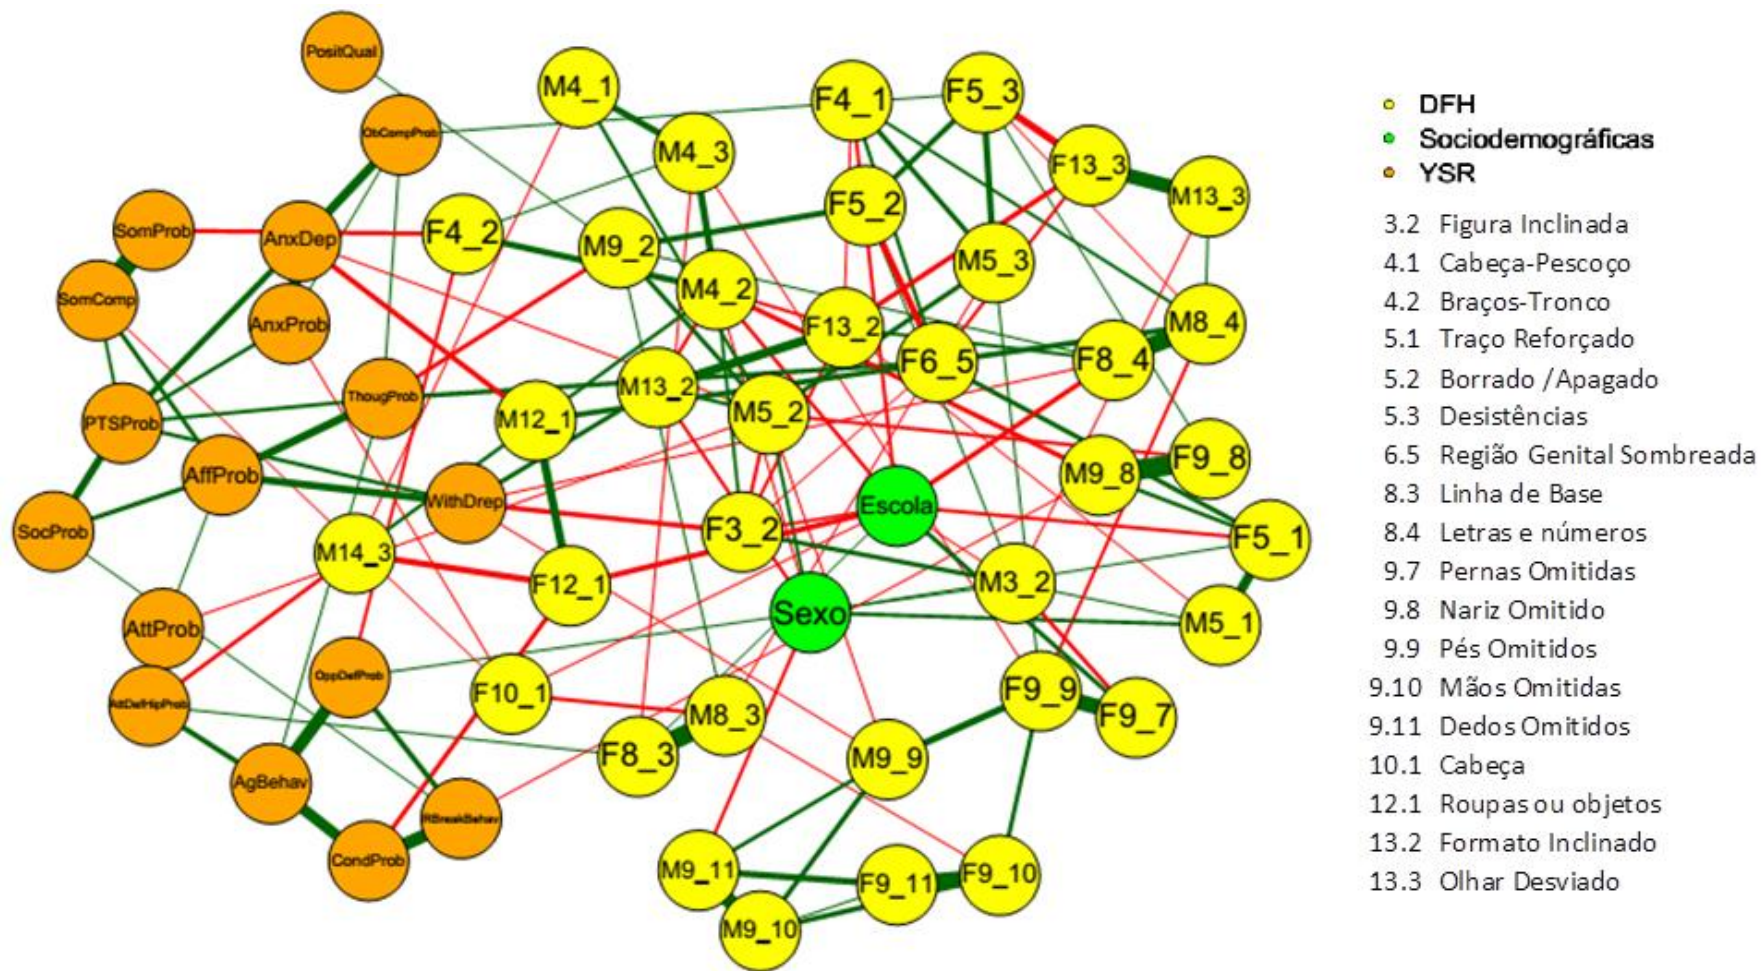 PositQual
ObCompProb
M4_1
F4_1
F5_3
M4_3
F13_3
M13_3
SomProb
AnxDep
F4_2
M9_2
F5_2
M5_3
SomComp
AnxProb
M4_2
F13_2
M8_4
F6_5
F8_4
ThougProb
M13_2
M5_2
PTSProb
M12_1
AffProb
M9_8
F9_8
WithDrep
Escola
SocProb
F3_2
F5_1
M14_3
F12_1
M3_2
Sexo
AttProb
M5_1
OppDefProb
F10_1
F9_9
AttDefHipProb
M8_3
F9_7
F8_3
M9_9
AgBehav
RBreakBehav
CondProb
M9_11
F9_11
F9_10
M9_10
DFH
Sociodemográficas
YSR
3.2 Figura Inclinada
4.1 Cabeça-Pescoço
4.2 Braços-Tronco
5.1 Traço Reforçado
5.2 Borrado /Apagado
5.3 Desistências
6.5 Região Genital Sombreada
8.3 Linha de Base
8.4 Letras e números
9.7 Pernas Omitidas
9.8 Nariz Omitido
9.9 Pés Omitidos
9.10 Mãos Omitidas
9.11 Dedos Omitidos
10.1 Cabeça
12.1 Roupas ou objetos
13.2 Formato Inclinado
13.3 Olhar Desviado